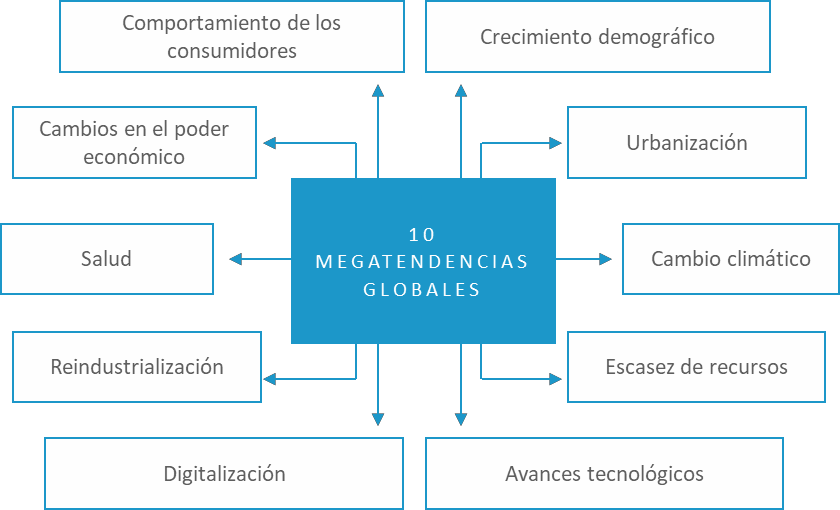 Comportamiento de los
consumidores
Crecimiento demográfico
Cambios en el poder
económico
Urbanización
10
MEGATENDENCIAS
GLOBALES
Salud
Cambio climático
Reindustrialización
Escasez de recursos
Digitalización
Avances tecnológicos